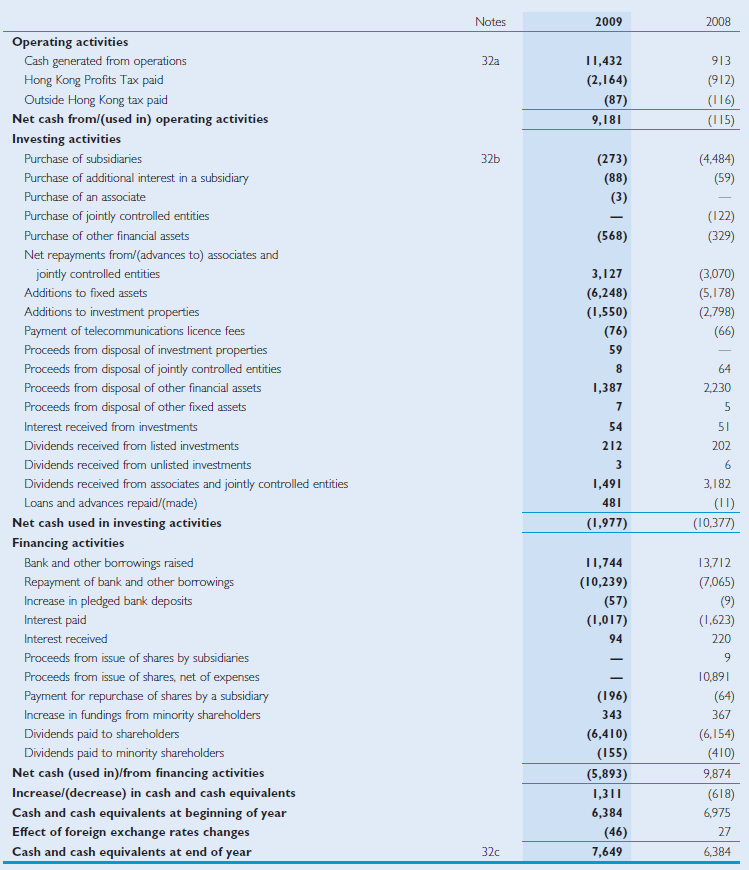 Notes 2009 2008
Operating activities
Cash generated from operations 32a 11,432 913
Hong Kong Profits Tax paid (2,164) (912)
Outside Hong Kong tax paid (87) (116)
Net cash from/(used in) operating activities 9,181 (115)
Investing activities
Purchase of subsidiaries 32b (273) (4,484)
Purchase of additional interest in a subsidiary (88) (59)
Purchase of an associate (3) —
Purchase of jointly controlled entities — (122)
Purchase of other financial assets (568) (329)
Net repayments from/(advances to) associates and
jointly controlled entities 3,127 (3,070)
Additions to fixed assets (6,248) (5,178)
Additions to investment properties (1,550) (2,798)
Payment of telecommunications licence fees (76) (66)
Proceeds from disposal of investment properties 59 —
Proceeds from disposal of jointly controlled entities 8 64
Proceeds from disposal of other financial assets 1,387 2,230
Proceeds from disposal of other fixed assets 7 5
Interest received from investments 54 51
Dividends received from listed investments 212 202
Dividends received from unlisted investments 3 6
Dividends received from associates and jointly controlled entities 1,491 3,182
Loans and advances repaid/(made) 481 (11)
Net cash used in investing activities (1,977) (10,377)
Financing activities
Bank and other borrowings raised 11,744 13,712
Repayment of bank and other borrowings (10,239) (7,065)
Increase in pledged bank deposits (57) (9)
Interest paid (1,017) (1,623)
Interest received 94 220
Proceeds from issue of shares by subsidiaries — 9
Proceeds from issue of shares, net of expenses — 10,891
Payment for repurchase of shares by a subsidiary (196) (64)
Increase in fundings from minority shareholders 343 367
Dividends paid to shareholders (6,410) (6,154)
Dividends paid to minority shareholders (155) (410)
Net cash (used in)/from financing activities (5,893) 9,874
Increase/(decrease) in cash and cash equivalents 1,311 (618)
Cash and cash equivalents at beginning of year 6,384 6,975
Effect of foreign exchange rates changes (46) 27
Cash and cash equivalents at end of year 32c 7,649 6,384